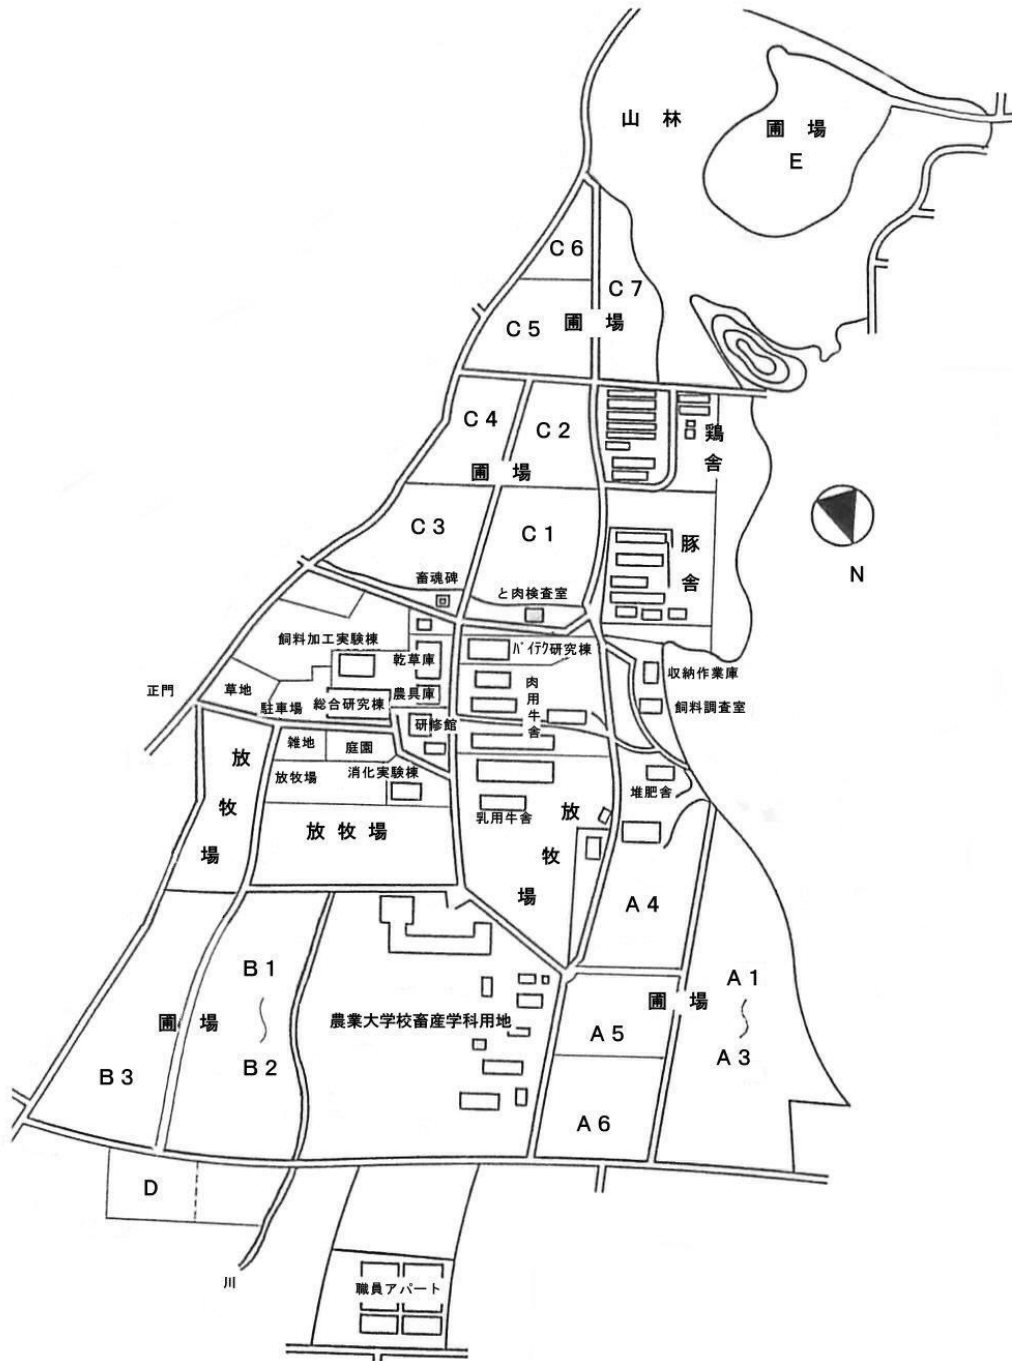 山 林
圃 場
E
C 6
C 7
C 5
圃 場
C 4
C 2
鶏舎
圃 場
C 3
C 1
豚舎
N
畜魂碑
と肉検査室
飼料加工実験棟
乾草庫
バイテク研究棟
収納作業庫
正門
草地
駐車場
総合研究棟
農具庫
肉用牛舎
飼料調査室
研修館
雑地
庭園
放牧場
放牧場
消化実験棟
堆肥舎
乳用牛舎
放牧場
放 牧 場
A 4
B 1
A 1
圃 場
圃 場
農業大学校畜産学科用地
A 5
B 2
A 3
B 3
A 6
D
川
職員アパート